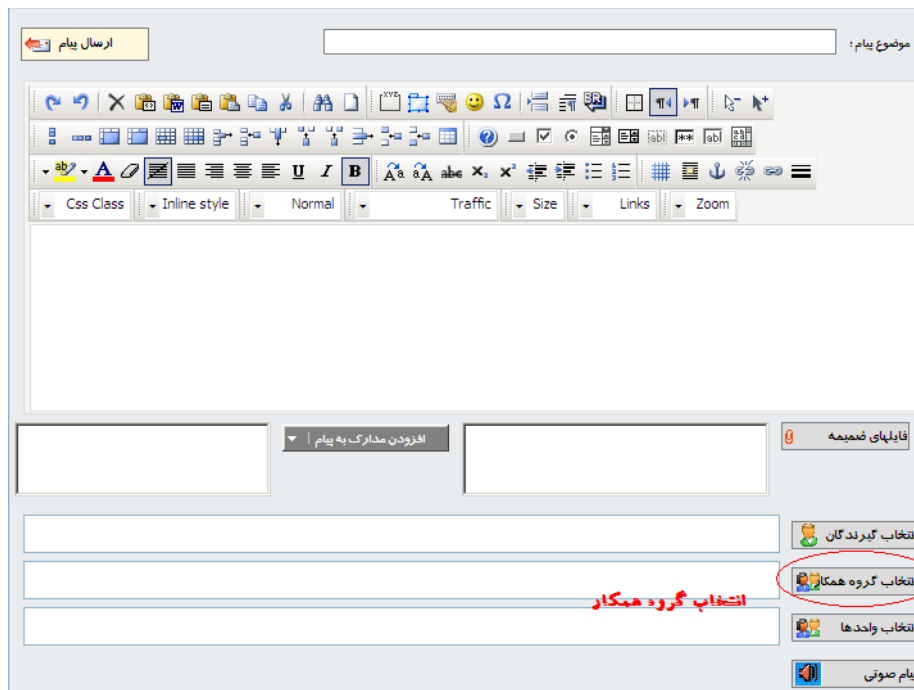 موضوع پیام :
ارسال پیام
Css Class
Inline style
Normal
Traffic
Size
Links
Zoom
فایلهای ضمیمه
افزودن مدارک به پیام
نتخاب گیرندگان
نتخاب گروه همکار
انتخاب گروه همکار
نتخاب واحدها
یام صوتی